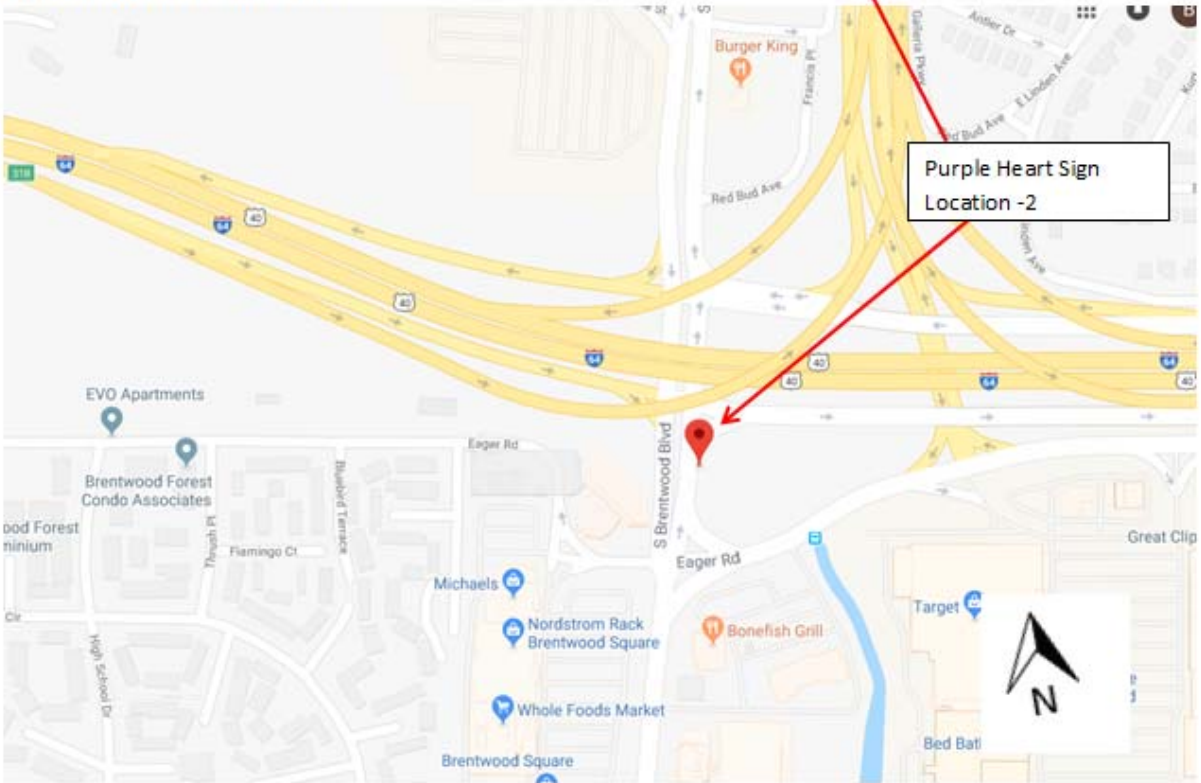 Burger King
Galleria Pkwy
Antler Dr
Francis Pl
E Linden Ave
Red Bud Ave
Purple Heart Sign
Location -2
Red Bud Ave
64
31B
40
64
40
64
40
64
40
64
40
EVO Apartments
Brentwood Forest
Condo Associates
Eager Rd
S Brentwood Blvd
Bluebird Terrace
Thrush Pl
Flamingo Ct
ood Forest
minium
Cir
High School Dr
Eager Rd
Michaels
Nordstrom Rack
Brentwood Square
Bonefish Grill
Whole Foods Market
Brentwood Square
Target
Great Clip
Bed Bat
N